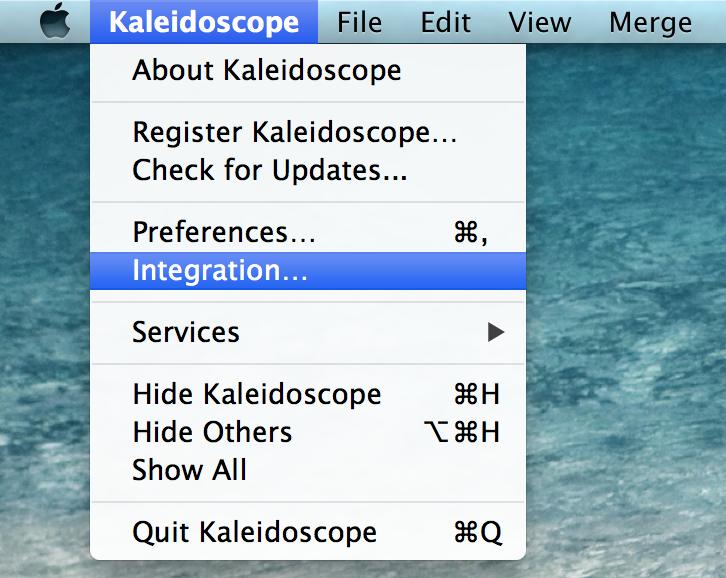 Kaleidoscope File Edit View Merge
About Kaleidoscope
Register Kaleidoscope…
Check for Updates...
Preferences… ⌘,
Integration…
Services ▶
Hide Kaleidoscope ⌘H
Hide Others ⌥⌘H
Show All
Quit Kaleidoscope ⌘Q